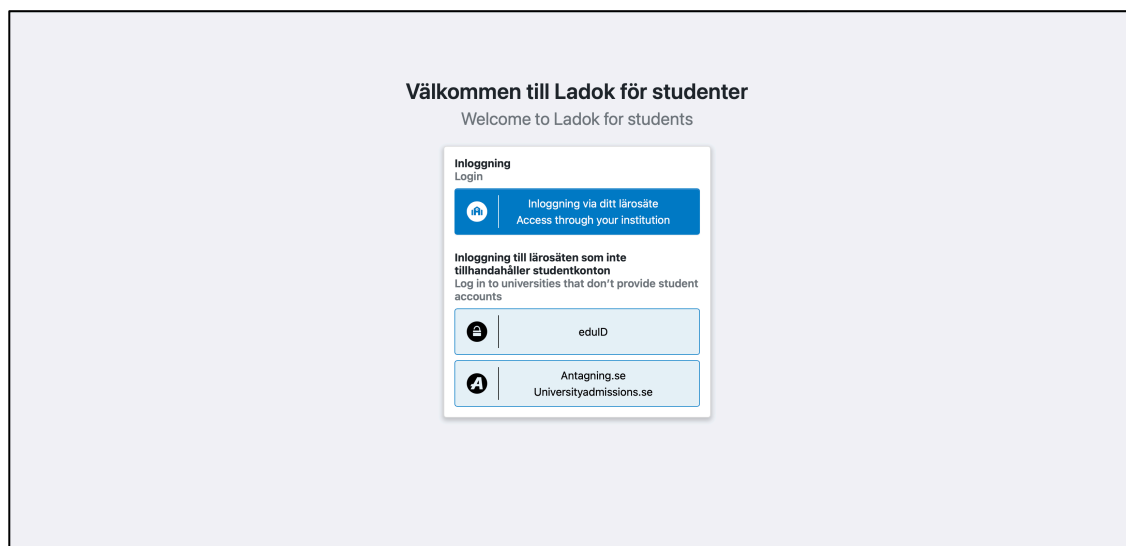 Välkommen till Ladok för studenter
Welcome to Ladok for students
Inloggning
Login
Inloggning via ditt lärosäte
Access through your institution
Inloggning till lärosäten som inte
tillhandahåller studentkonton
Log in to universities that don't provide student
accounts
eduID
Antagning.se
Universityadmissions.se